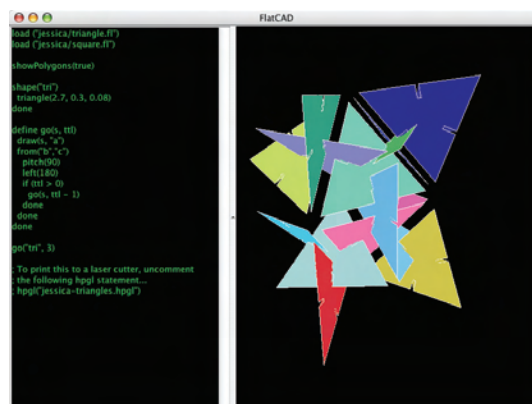 FlatCAD
load ("jessica/triangle.fl")
load ("jessica/square.fl")
showPolygons(true)
shape("tri")
triangle(2.7, 0.3, 0.08)
done
define go(s, ttl)
draw(s, "a")
from("b","c")
pitch(90)
left(180)
if (ttl > 0)
go(s, ttl - 1)
done
done
done
go("tri", 3)
; To print this to a laser cutter, uncomment
; the following hpgl statement...
; hpgl("jessica-triangles.hpgl")